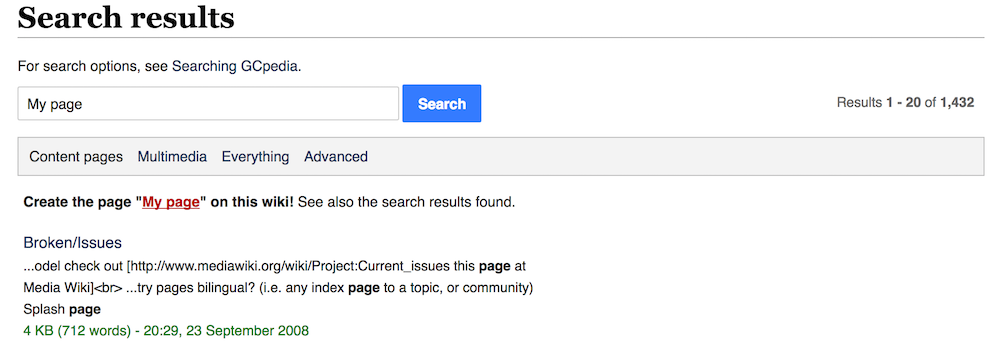 Search results
For search options, see Searching GCpedia.
My page
Search
Results 1 - 20 of 1,432
Content pages Multimedia Everything Advanced
Create the page "My page" on this wiki! See also the search results found.
Broken/Issues
...odel check out [http://www.mediawiki.org/wiki/Project:Current_issues this page at
Media Wiki]<br> ...try pages bilingual? (i.e. any index page to a topic, or community)
Splash page
4 KB (712 words) - 20:29, 23 September 2008